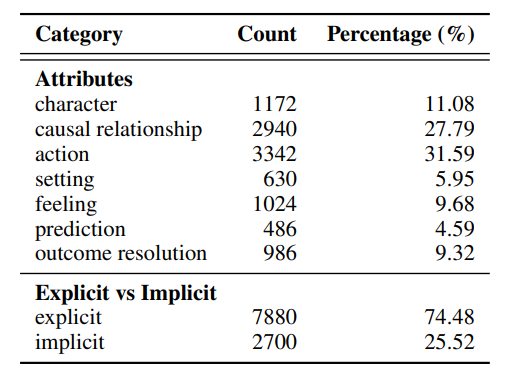 Category Count Percentage (%)
Attributes
character 1172 11.08
causal relationship 2940 27.79
action 3342 31.59
setting 630 5.95
feeling 1024 9.68
prediction 486 4.59
outcome resolution 986 9.32
Explicit vs Implicit
explicit 7880 74.48
implicit 2700 25.52